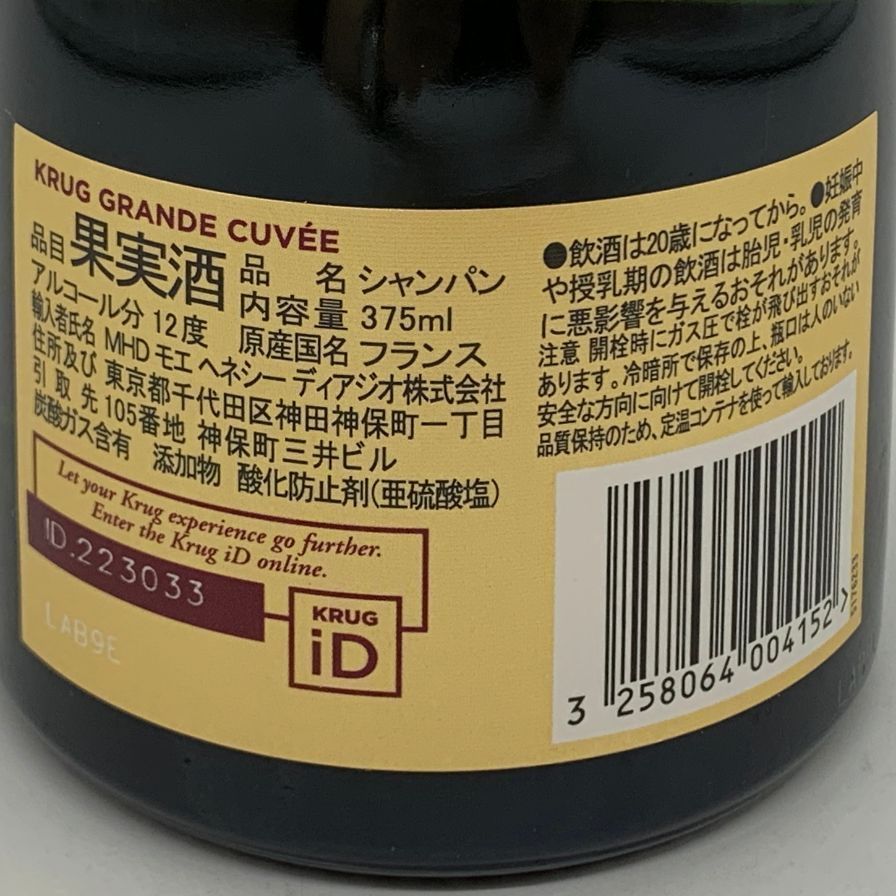 KRUG GRANDE CUVÉE
品目 果実酒 品 名 シャンパン
内容量 375ml
アルコール分 12度 原産国名 フランス
輸入者氏名 MHD モエ ヘネシー ディアジオ株式会社
住所及び 東京都千代田区神田神保町一丁目
引取先 105番地 神保町三井ビル
炭酸ガス含有 添加物 酸化防止剤(亜硫酸塩)
Let your Krug experience go further.
Enter the Krug iD online.
ID.223033
KRUG
iD
LAB9E
●飲酒は20歳になってから。●妊娠中
や授乳期の飲酒は胎児・乳児の発育
に悪影響を与えるおそれがあります。
注意 開栓時にガス圧で栓が飛び出すおそれが
あります。冷暗所で保存の上、瓶口は人のいない
安全な方向に向けて開栓してください。
品質保持のため、定温コンテナを使って輸入しております。
3 258064 004152 >